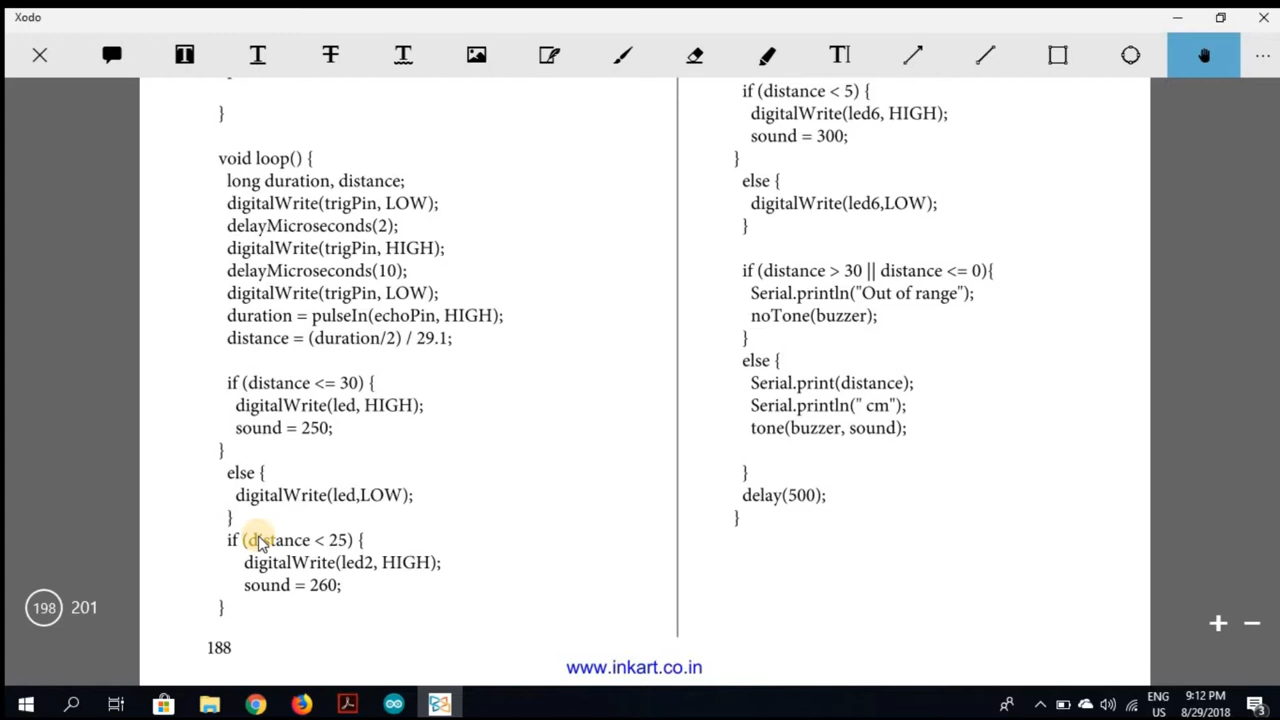 Xodo
}
void loop() {
long duration, distance;
digitalWrite(trigPin, LOW);
delayMicroseconds(2);
digitalWrite(trigPin, HIGH);
delayMicroseconds(10);
digitalWrite(trigPin, LOW);
duration = pulseIn(echoPin, HIGH);
distance = (duration/2) / 29.1;
if (distance <= 30) {
digitalWrite(led, HIGH);
sound = 250;
}
else {
digitalWrite(led,LOW);
}
if (distance < 25) {
digitalWrite(led2, HIGH);
sound = 260;
}
188
if (distance < 5) {
digitalWrite(led6, HIGH);
sound = 300;
}
else {
digitalWrite(led6,LOW);
}
if (distance > 30 || distance <= 0){
Serial.println("Out of range");
noTone(buzzer);
}
else {
Serial.print(distance);
Serial.println(" cm");
tone(buzzer, sound);
}
delay(500);
}
www.inkart.co.in
198 201
ENG
US
9:12 PM
8/29/2018
3